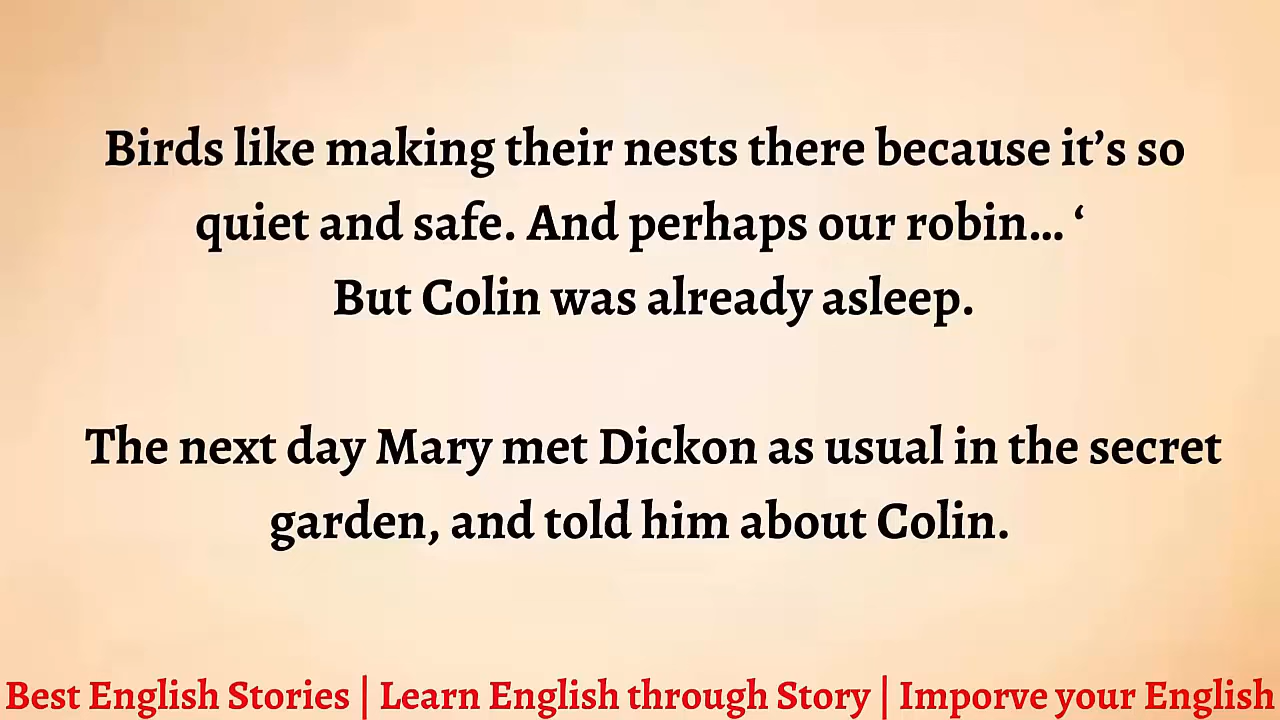 Birds like making their nests there because it’s so
quiet and safe. And perhaps our robin... ‘
But Colin was already asleep.
The next day Mary met Dickon as usual in the secret
garden, and told him about Colin.
Best English Stories | Learn English through Story | Imporve your English